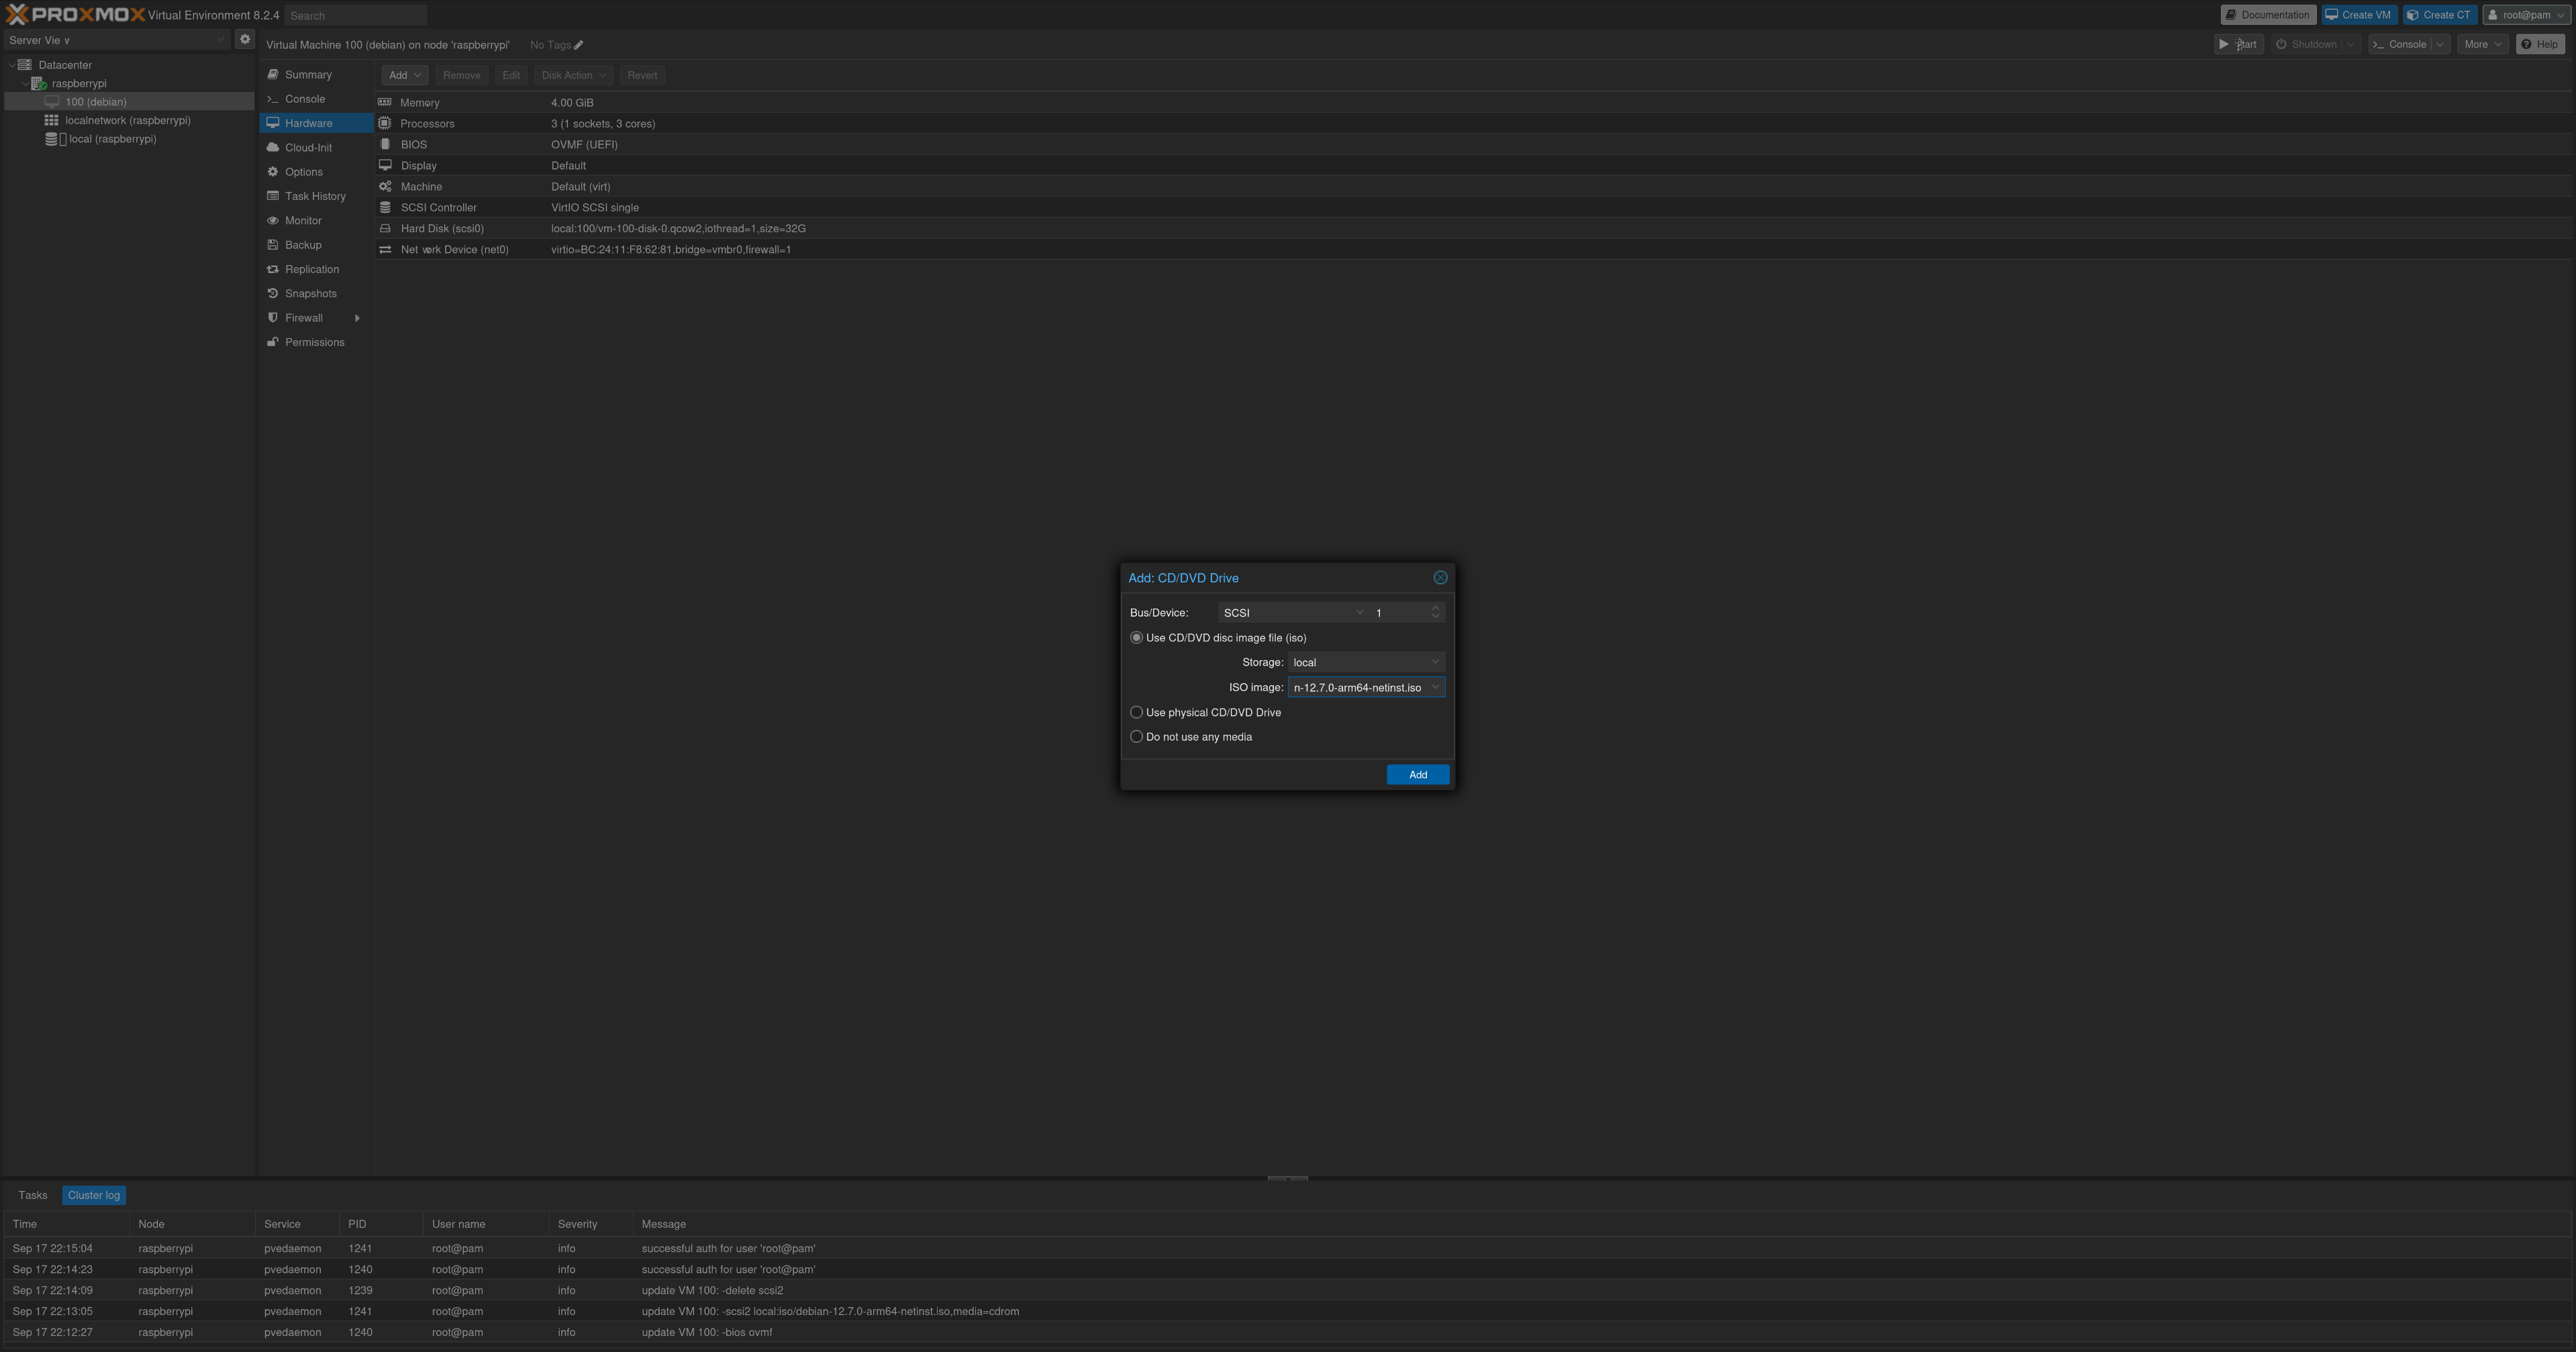 PROXMOX Virtual Environment 8.2.4 Search Documentation Create VM Create CT root@pam
Server Vie
Virtual Machine 100 (debian) on node 'raspberrypi' No Tags Start Shutdown Console More Help
Datacenter
raspberrypi
100 (debian)
localnetwork (raspberrypi)
local (raspberrypi)
Summary
Console
Hardware
Cloud-Init
Options
Task History
Monitor
Backup
Replication
Snapshots
Firewall
Permissions
Add Remove Edit Disk Action Revert
Memory 4.00 GiB
Processors 3 (1 sockets, 3 cores)
BIOS OVMF (UEFI)
Display Default
Machine Default (virt)
SCSI Controller VirtIO SCSI single
Hard Disk (scsi0) local:100/vm-100-disk-0.qcow2,iothread=1,size=32G
Network Device (net0) virtio=BC:24:11:F8:62:81,bridge=vmbr0,firewall=1
Add: CD/DVD Drive
Bus/Device: SCSI 1
Use CD/DVD disc image file (iso)
Storage: local
ISO image: n-12.7.0-arm64-netinst.iso
Use physical CD/DVD Drive
Do not use any media
Add
Tasks Cluster log
Time Node Service PID User name Severity Message
Sep 17 22:15:04 raspberrypi pvedaemon 1241 root@pam info successful auth for user 'root@pam'
Sep 17 22:14:23 raspberrypi pvedaemon 1240 root@pam info successful auth for user 'root@pam'
Sep 17 22:14:09 raspberrypi pvedaemon 1239 root@pam info update VM 100: -delete scsi2
Sep 17 22:13:05 raspberrypi pvedaemon 1241 root@pam info update VM 100: -scsi2 local:iso/debian-12.7.0-arm64-netinst.iso,media=cdrom
Sep 17 22:12:27 raspberrypi pvedaemon 1240 root@pam info update VM 100: -bios ovmf